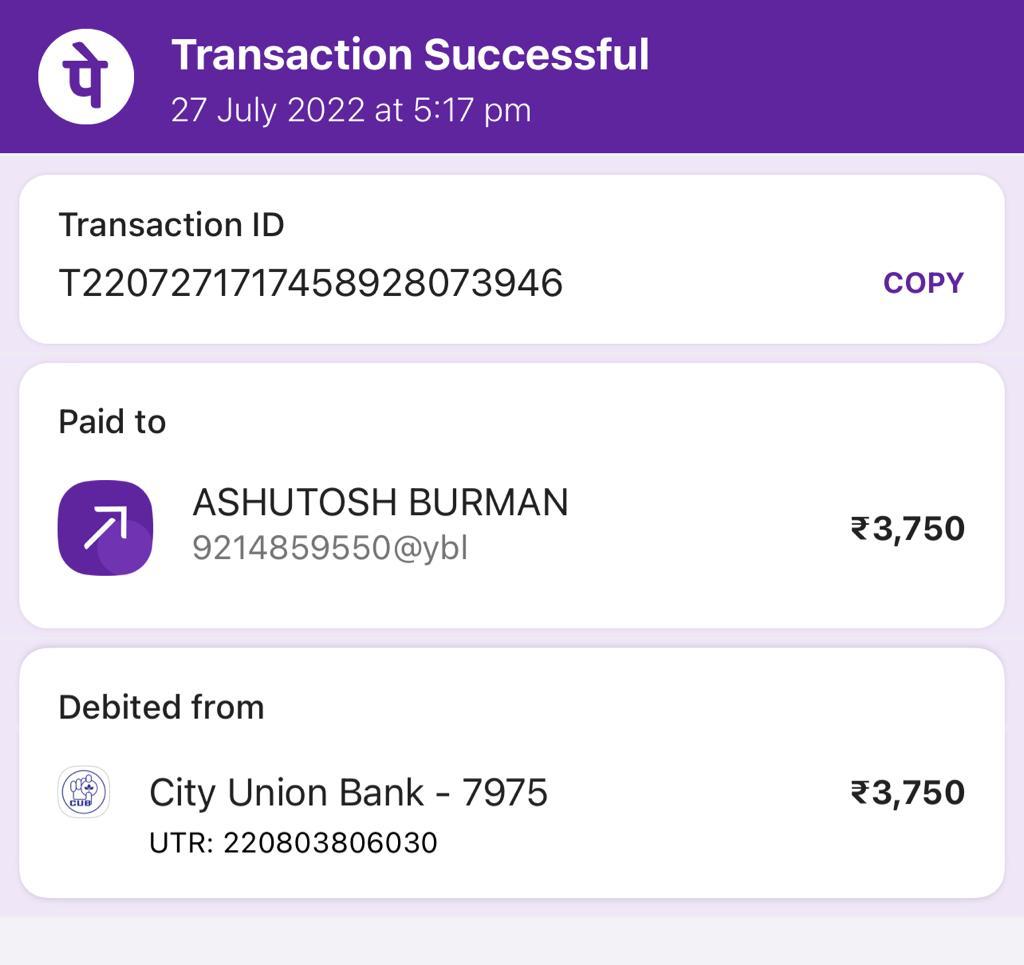 पे
Transaction Successful
27 July 2022 at 5:17 pm
Transaction ID
T2207271717458928073946
COPY
Paid to
ASHUTOSH BURMAN
9214859550@ybl
₹3,750
Debited from
CUB
City Union Bank - 7975
₹3,750
UTR: 220803806030